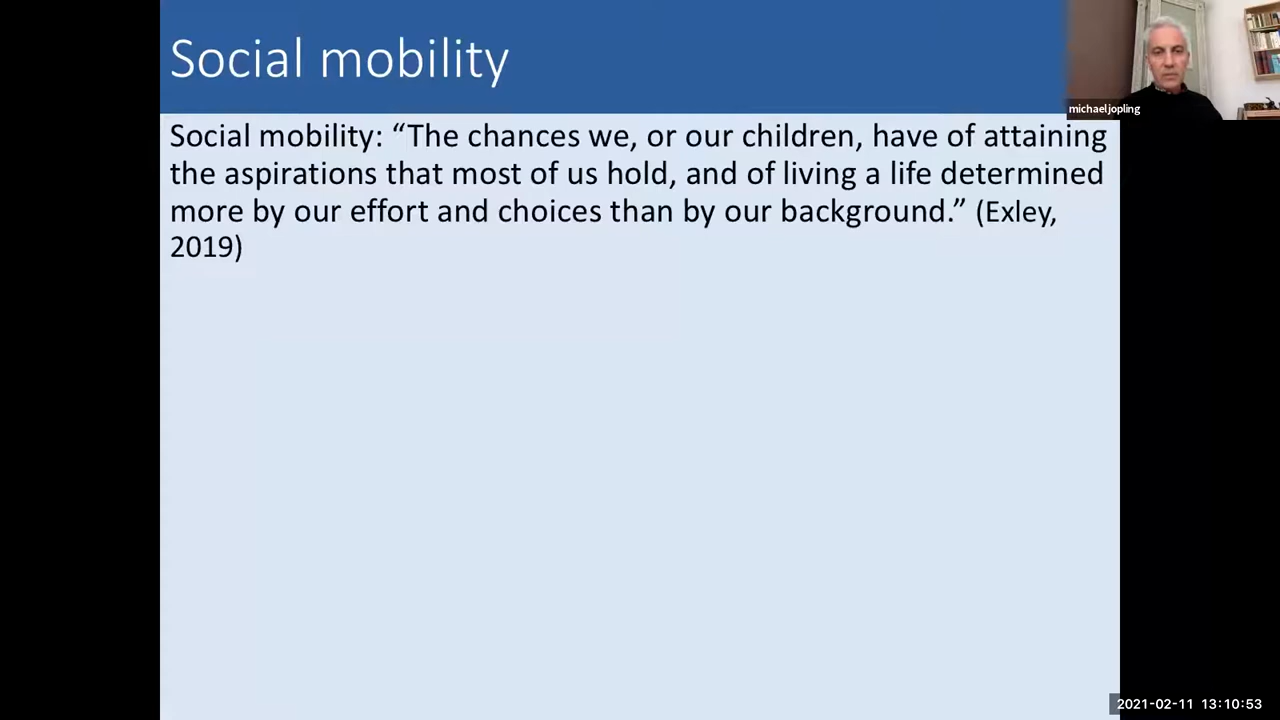 Social mobility
michael jopling
Social mobility: “The chances we, or our children, have of attaining
the aspirations that most of us hold, and of living a life determined
more by our effort and choices than by our background.” (Exley,
2019)
2021-02-11 13:10:53